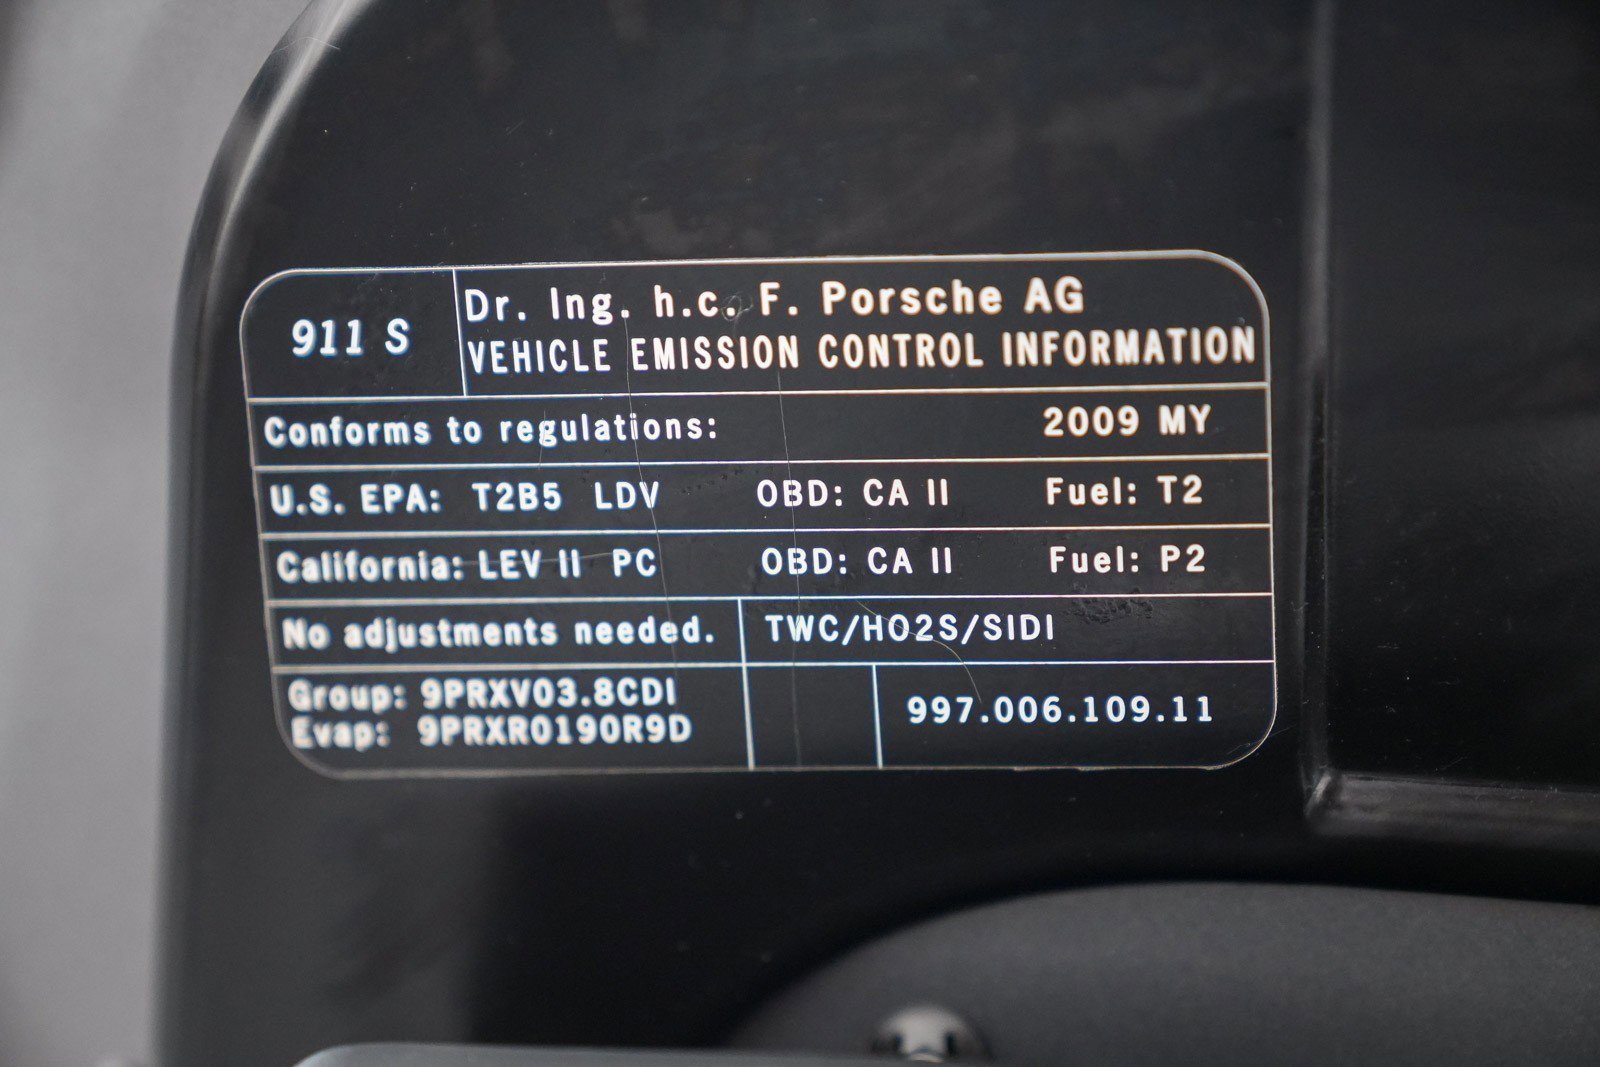 911 S
Dr. Ing. h.c. F. Porsche AG
VEHICLE EMISSION CONTROL INFORMATION
Conforms to regulations: 2009 MY
U.S. EPA: T2B5 LDV OBD: CA II Fuel: T2
California: LEV II PC OBD: CA II Fuel: P2
No adjustments needed. TWC/HO2S/SIDI
Group: 9PRXV03.8CDI
Evap: 9PRXR0190R9D
997.006.109.11